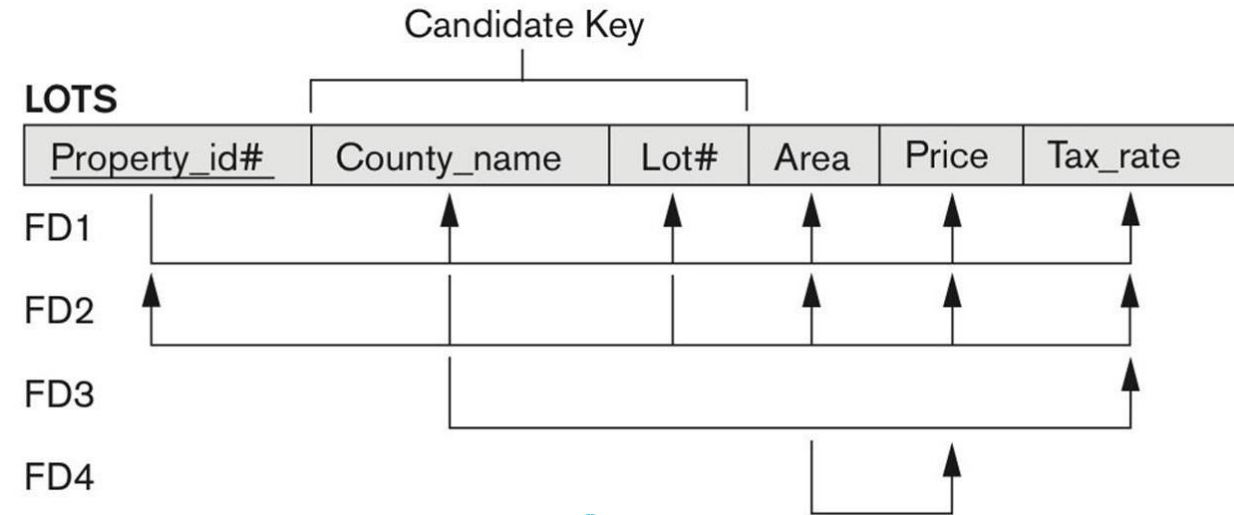 Candidate Key
LOTS
Property_id# County_name Lot# Area Price Tax_rate
FD1
FD2
FD3
FD4